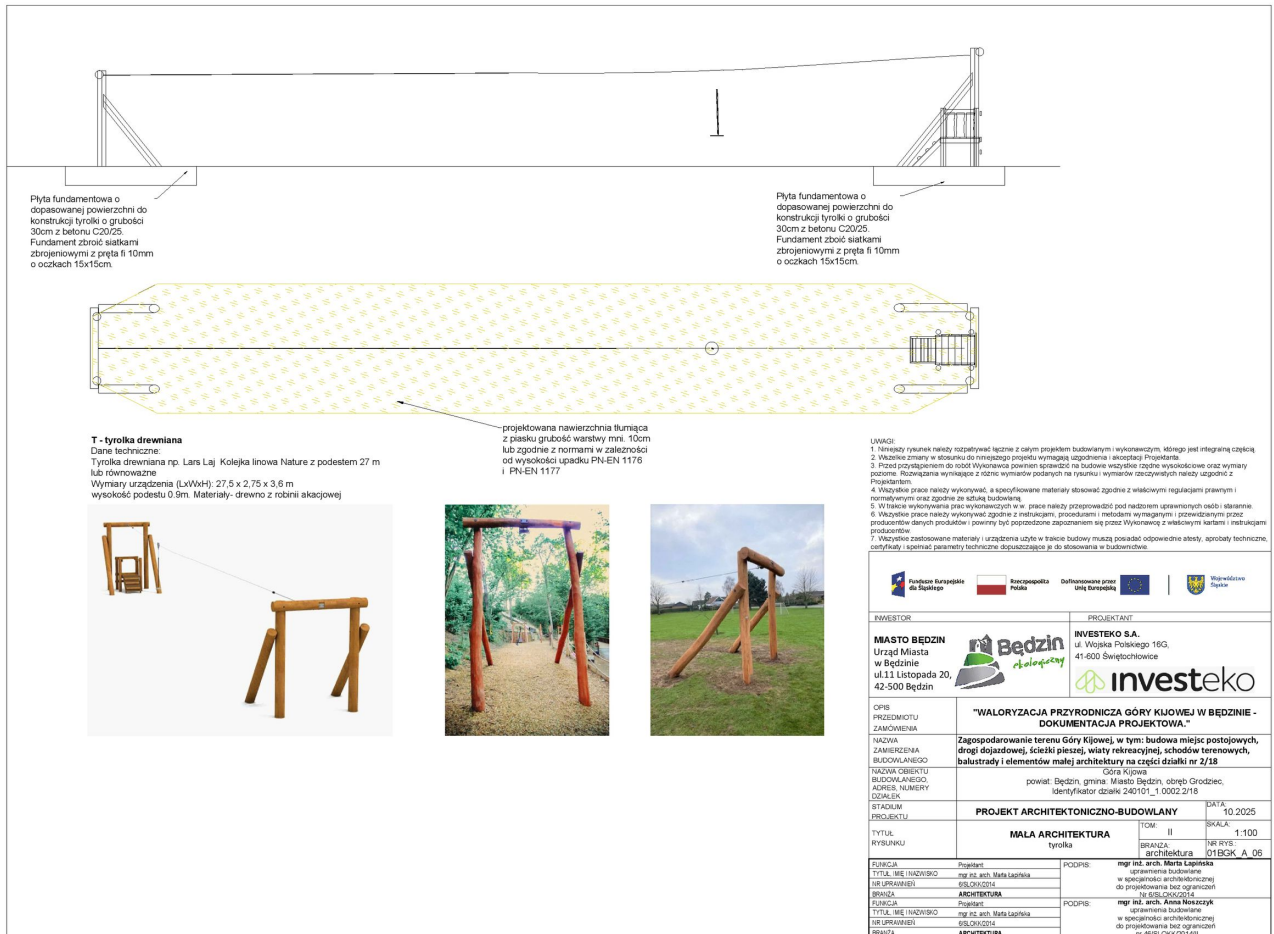 Płyta fundamentowa o
dopasowanej powierzchni do
konstrukcji tyrolki o grubości
30cm z betonu C20/25.
Fundament zbroić siatkami
zbrojeniowymi z pręta fi 10mm
o oczkach 15x15cm.
Płyta fundamentowa o
dopasowanej powierzchni do
konstrukcji tyrolki o grubości
30cm z betonu C20/25.
Fundament zboić siatkami
zbrojeniowymi z pręta fi 10mm
o oczkach 15x15cm.
projektowana nawierzchnia tłumiąca
z piasku grubość warstwy mni. 10cm
lub zgodnie z normami w zależności
od wysokości upadku PN-EN 1176
i PN-EN 1177
T - tyrolka drewniana
Dane techniczne:
Tyrolka drewniana np. Lars Laj Kolejka linowa Nature z podestem 27 m
lub równoważne
Wymiary urządzenia (LxWxH): 27,5 x 2,75 x 3,6 m
wysokość podestu 0.9m. Materiały- drewno z robinii akacjowej
UWAGI:
1. Niniejszy rysunek należy rozpatrywać łącznie z całym projektem budowlanym i wykonawczym, którego jest integralną częścią.
2. Wszelkie zmiany w stosunku do niniejszego projektu wymagają uzgodnienia i akceptacji Projektanta.
3. Przed przystąpieniem do robót Wykonawca powinien sprawdzić na budowie wszystkie rzędne wysokościowe oraz wymiary
poziome. Rozwiązania wynikające z różnic wymiarów podanych na rysunku i wymiarów rzeczywistych należy uzgodnić z
Projektantem.
4. Wszystkie prace należy wykonywać, a specyfikowane materiały stosować zgodnie z właściwymi regulacjami prawnym i
normatywnymi oraz zgodnie ze sztuką budowlaną.
5. W trakcie wykonywania prac wykonawczych w w. prace należy przeprowadzić pod nadzorem uprawnionych osób i starannie.
6. Wszystkie prace należy wykonywać zgodnie z instrukcjami, procedurami i metodami wymaganymi i przewidzianymi przez
producentów danych produktów i powinny być poprzedzone zapoznaniem się przez Wykonawcę z właściwymi kartami i instrukcjami
producentów.
7. Wszystkie zastosowane materiały i urządzenia użyte w trakcie budowy muszą posiadać odpowiednie atesty, aprobaty techniczne,
certyfikaty i spełniać parametry techniczne dopuszczające je do stosowania w budownictwie.
Fundusze Europejskie
dla Śląskiego
Rzeczpospolita
Polska
Dofinansowane przez
Unię Europejską
Województwo
Śląskie
INWESTOR
PROJEKTANT
MIASTO BĘDZIN
Urząd Miasta
w Będzinie
ul.11 Listopada 20,
42-500 Będzin
Będzin
ekologiczny
INVESTEKO S.A.
ul. Wojska Polskiego 16G,
41-600 Świętochłowice
investeko
OPIS
PRZEDMIOTU
ZAMÓWIENIA
"WALORYZACJA PRZYRODNICZA GÓRY KIJOWEJ W BĘDZINIE -
DOKUMENTACJA PROJEKTOWA."
NAZWA
ZAMIERZENIA
BUDOWLANEGO
Zagospodarowanie terenu Góry Kijowej, w tym: budowa miejsc postojowych,
drogi dojazdowej, ścieżki pieszej, wiaty rekreacyjnej, schodów terenowych,
balustrady i elementów małej architektury na części działki nr 2/18
NAZWA OBIEKTU
BUDOWLANEGO,
ADRES, NUMERY
DZIAŁEK
Góra Kijowa
powiat: Będzin, gmina: Miasto Będzin, obręb Grodziec,
Identyfikator działki 240101_1.0002.2/18
STADIUM
PROJEKTU
PROJEKT ARCHITEKTONICZNO-BUDOWLANY
DATA:
10.2025
TYTUŁ
RYSUNKU
MAŁA ARCHITEKTURA
tyrolka
TOM:
II
SKALA:
1:100
BRANŻA:
architektura
NR RYS.:
01BGK_A_06
FUNKCJA Projektant
TYTUŁ, IMIĘ I NAZWISKO mgr inż. arch. Marta Łapińska
NR UPRAWNIEŃ 6/SLOKK/2014
BRANŻA ARCHITEKTURA
PODPIS:
mgr inż. arch. Marta Łapińska
uprawnienia budowlane
w specjalności architektonicznej
do projektowania bez ograniczeń
Nr 6/SLOKK/2014
FUNKCJA Projektant
TYTUŁ, IMIĘ I NAZWISKO mgr inż. arch. Marta Łapińska
NR UPRAWNIEŃ 6/SLOKK/2014
BRANŻA ARCHITEKTURA
PODPIS:
mgr inż. arch. Anna Noszczyk
uprawnienia budowlane
w specjalności architektonicznej
do projektowania bez ograniczeń